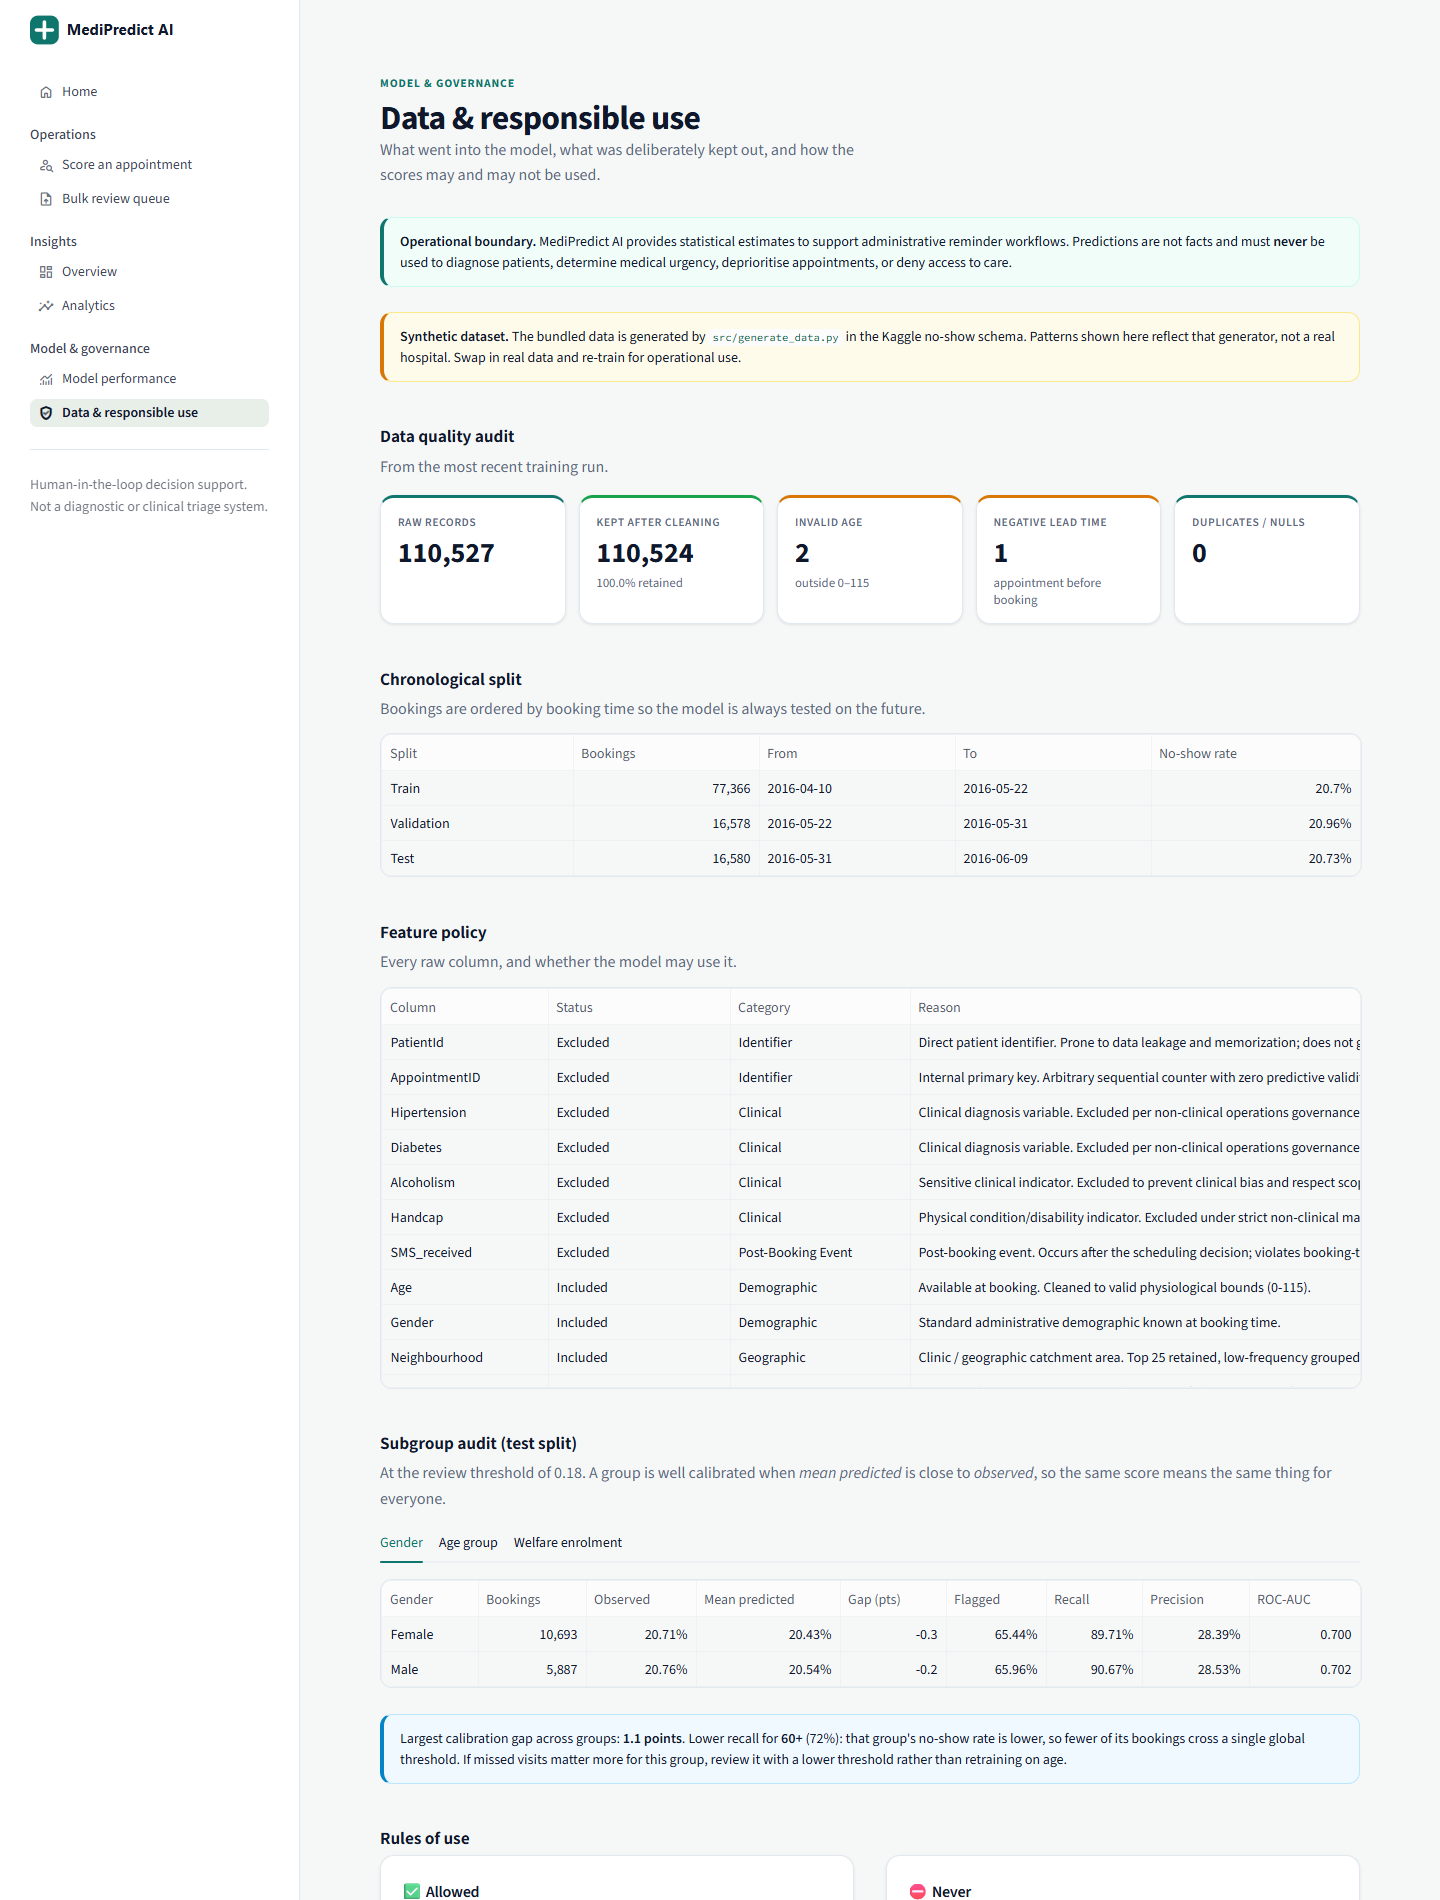 MediPredict AI
Home
Operations
Score an appointment
Bulk review queue
Insights
Overview
Analytics
Model & governance
Model performance
Data & responsible use
Human-in-the-loop decision support.
Not a diagnostic or clinical triage system.
MODEL & GOVERNANCE
Data & responsible use
What went into the model, what was deliberately kept out, and how the
scores may and may not be used.
Operational boundary. MediPredict AI provides statistical estimates to support administrative reminder workflows. Predictions are not facts and must never be
used to diagnose patients, determine medical urgency, deprioritise appointments, or deny access to care.
Synthetic dataset. The bundled data is generated by src/generate_data.py in the Kaggle no-show schema. Patterns shown here reflect that generator, not a real
hospital. Swap in real data and re-train for operational use.
Data quality audit
From the most recent training run.
RAW RECORDS
110,527
KEPT AFTER CLEANING
110,524
100.0% retained
INVALID AGE
2
outside 0–115
NEGATIVE LEAD TIME
1
appointment before
booking
DUPLICATES / NULLS
0
Chronological split
Bookings are ordered by booking time so the model is always tested on the future.
Split Bookings From To No-show rate
Train 77,366 2016-04-10 2016-05-22 20.7%
Validation 16,578 2016-05-22 2016-05-31 20.96%
Test 16,580 2016-05-31 2016-06-09 20.73%
Feature policy
Every raw column, and whether the model may use it.
Column Status Category Reason
PatientId Excluded Identifier Direct patient identifier. Prone to data leakage and memorization; does not
AppointmentID Excluded Identifier Internal primary key. Arbitrary sequential counter with zero predictive
Hipertension Excluded Clinical Clinical diagnosis variable. Excluded per non-clinical operations governance
Diabetes Excluded Clinical Clinical diagnosis variable. Excluded per non-clinical operations governance
Alcoholism Excluded Clinical Sensitive clinical indicator. Excluded to prevent clinical bias and respect
Handcap Excluded Clinical Physical condition/disability indicator. Excluded under strict non-clinical ma
SMS_received Excluded Post-Booking Event Post-booking event. Occurs after the scheduling decision; violates booking-t
Age Included Demographic Available at booking. Cleaned to valid physiological bounds (0-115).
Gender Included Demographic Standard administrative demographic known at booking time.
Neighbourhood Included Geographic Clinic / geographic catchment area. Top 25 retained, low-frequency grouped
Subgroup audit (test split)
At the review threshold of 0.18. A group is well calibrated when mean predicted is close to observed, so the same score means the same thing for
everyone.
Gender Age group Welfare enrolment
Gender Bookings Observed Mean predicted Gap (pts) Flagged Recall Precision ROC-AUC
Female 10,693 20.71% 20.43% -0.3 65.44% 89.71% 28.39% 0.700
Male 5,887 20.76% 20.54% -0.2 65.96% 90.67% 28.53% 0.702
Largest calibration gap across groups: 1.1 points. Lower recall for 60+ (72%): that group's no-show rate is lower, so fewer of its bookings cross a single global
threshold. If missed visits matter more for this group, review it with a lower threshold rather than retraining on age.
Rules of use
✅ Allowed
⛔ Never